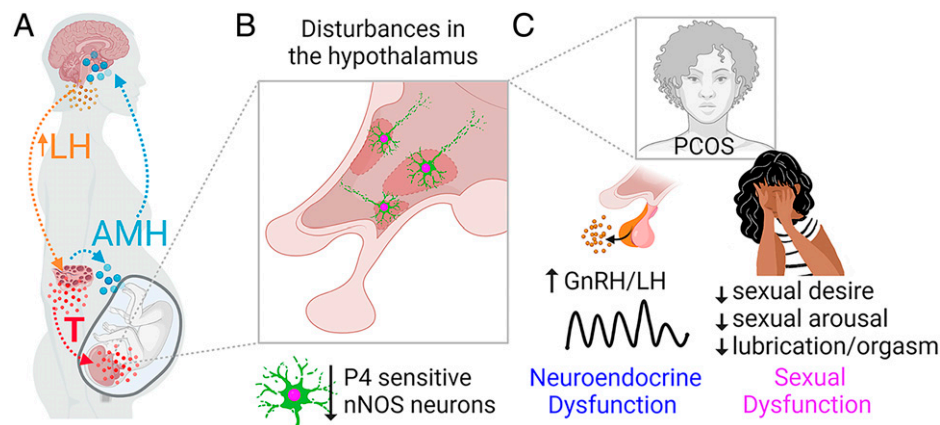 A
↑LH
AMH
T
B
Disturbances in
the hypothalamus
↓ P4 sensitive
nNOS neurons
C
PCOS
↑ GnRH/LH
Neuroendocrine
Dysfunction
↓ sexual desire
↓ sexual arousal
↓ lubrication/orgasm
Sexual
Dysfunction